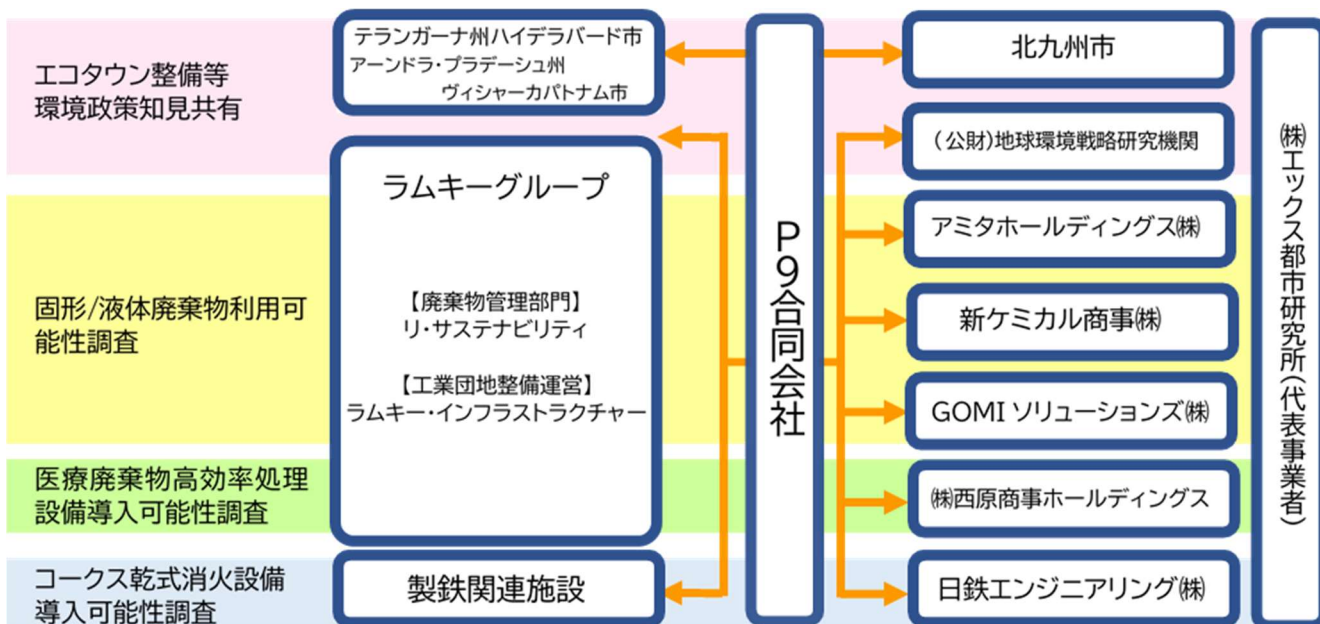 エコタウン整備等
環境政策知見共有
テランガーナ州ハイデラバード市
アーンドラ・プラデーシュ州
ヴィシャーカパトナム市
北九州市
(公財)地球環境戦略研究機関
固形/液体廃棄物利用可
能性調査
ラムキーグループ
【廃棄物管理部門】
リ・サステナビリティ
【工業団地整備運営】
ラムキー・インフラストラクチャー
アミタホールディングス㈱
新ケミカル商事㈱
GOMI ソリューションズ㈱
医療廃棄物高効率処理
設備導入可能性調査
㈱西原商事ホールディングス
コークス乾式消火設備
導入可能性調査
製鉄関連施設
日鉄エンジニアリング㈱
P9合同会社
㈱エックス都市研究所(代表事業者)